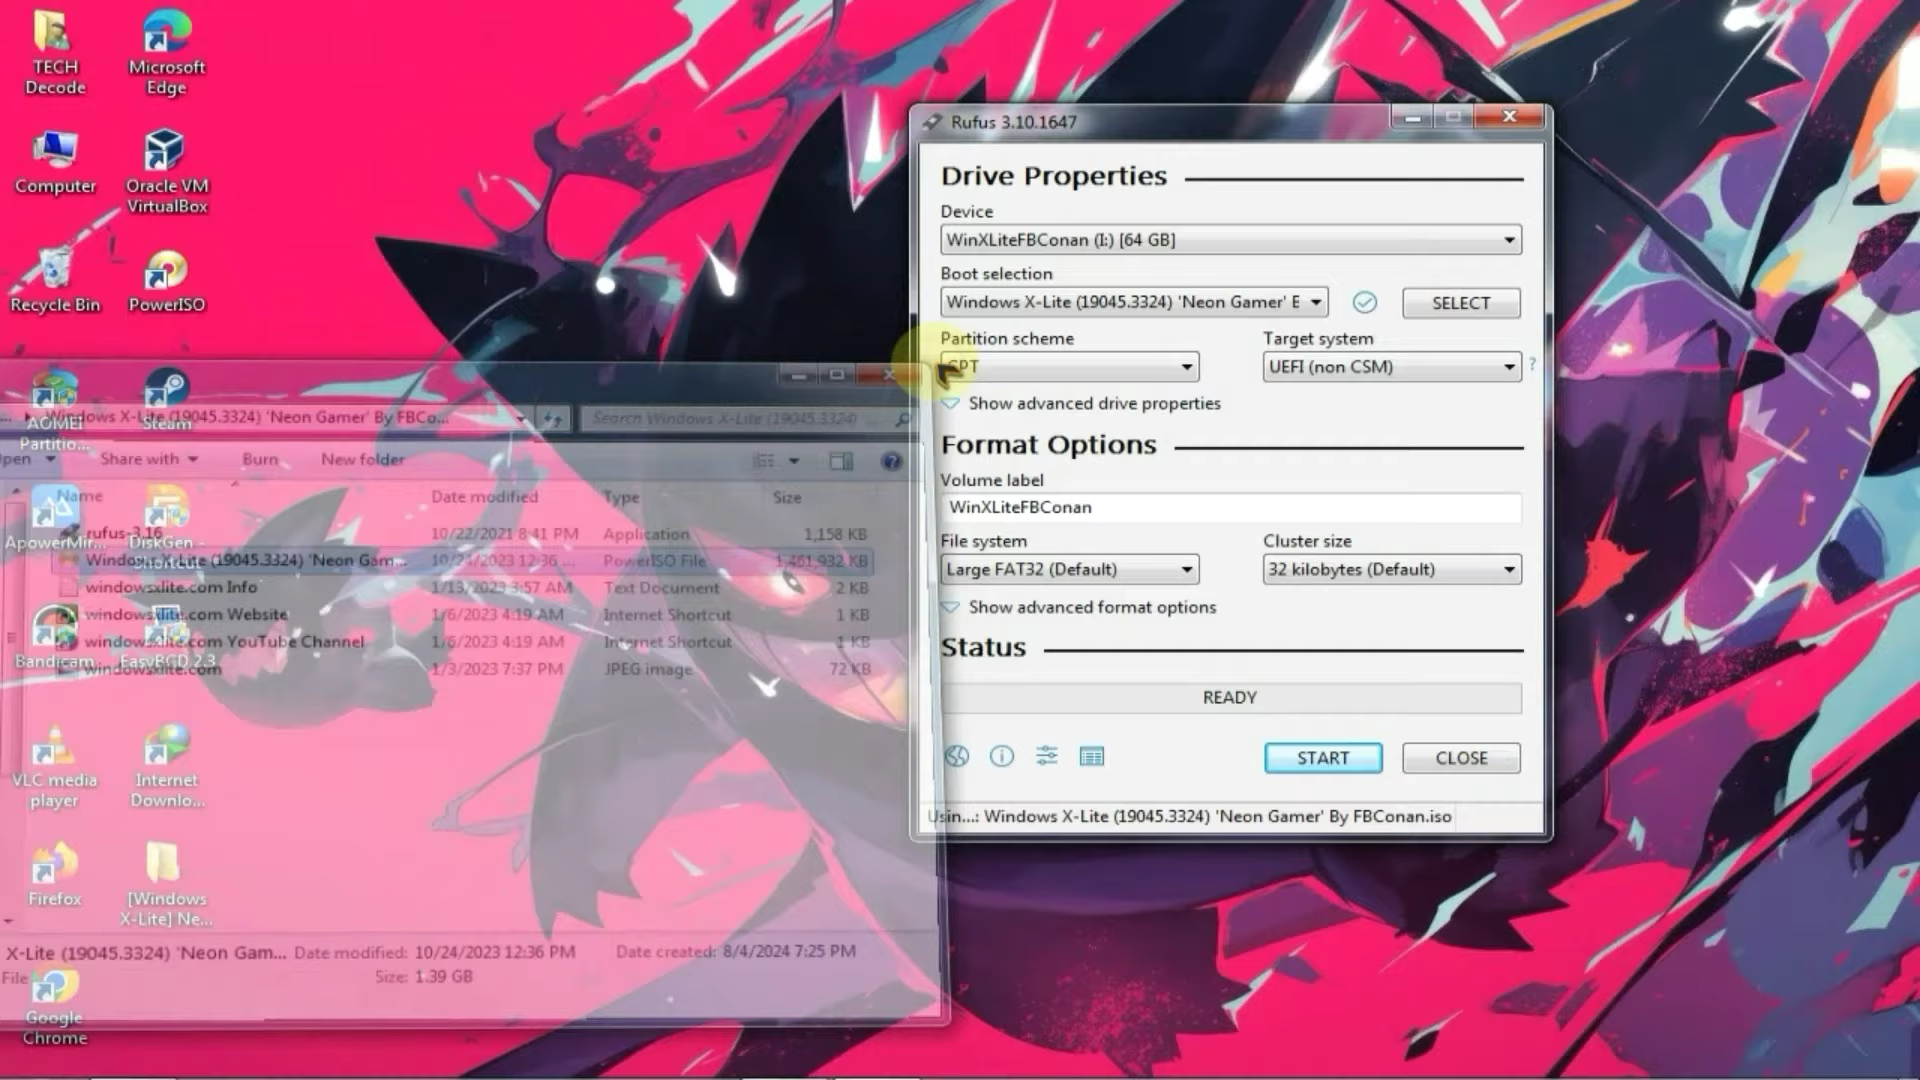 TECH
Decode
Microsoft
Edge
Computer
Oracle VM
VirtualBox
Recycle Bin
PowerISO
AOMEI
Partitio...
Steam
ApowerMir...
DiskGen -
Bandicam
EasyBCD 2.3
VLC media
player
Internet
Downlo...
Firefox
[Windows
X-Lite] Ne...
Google
Chrome
Windows X-Lite (19045.3324) 'Neon Gamer' By FBCo...
Search Windows X-Lite (19045.3324) ...
pen
Share with
Burn
New folder
Name
Date modified
Type
Size
rufus-3.16
10/22/2021 8:41 PM
Application
1,158 KB
Windows X-Lite (19045.3324) 'Neon Gam...
10/24/2023 12:36 ...
PowerISO File
1,461,932 KB
windowsxlite.com Info
1/13/2023 3:57 AM
Text Document
2 KB
windowsxlite.com Website
1/6/2023 4:19 AM
Internet Shortcut
1 KB
windowsxlite.com YouTube Channel
1/6/2023 4:19 AM
Internet Shortcut
1 KB
windowsxlite.com
1/3/2023 7:37 PM
JPEG image
72 KB
X-Lite (19045.3324) 'Neon Gam...
Date modified: 10/24/2023 12:36 PM
Date created: 8/4/2024 7:25 PM
File
Size: 1.39 GB
Rufus 3.10.1647
Drive Properties
Device
WinXLiteFBConan (I:) [64 GB]
Boot selection
Windows X-Lite (19045.3324) 'Neon Gamer' E
SELECT
Partition scheme
Target system
GPT
UEFI (non CSM)
?
Show advanced drive properties
Format Options
Volume label
WinXLiteFBConan
File system
Cluster size
Large FAT32 (Default)
32 kilobytes (Default)
Show advanced format options
Status
READY
START
CLOSE
Usin...: Windows X-Lite (19045.3324) 'Neon Gamer' By FBConan.iso